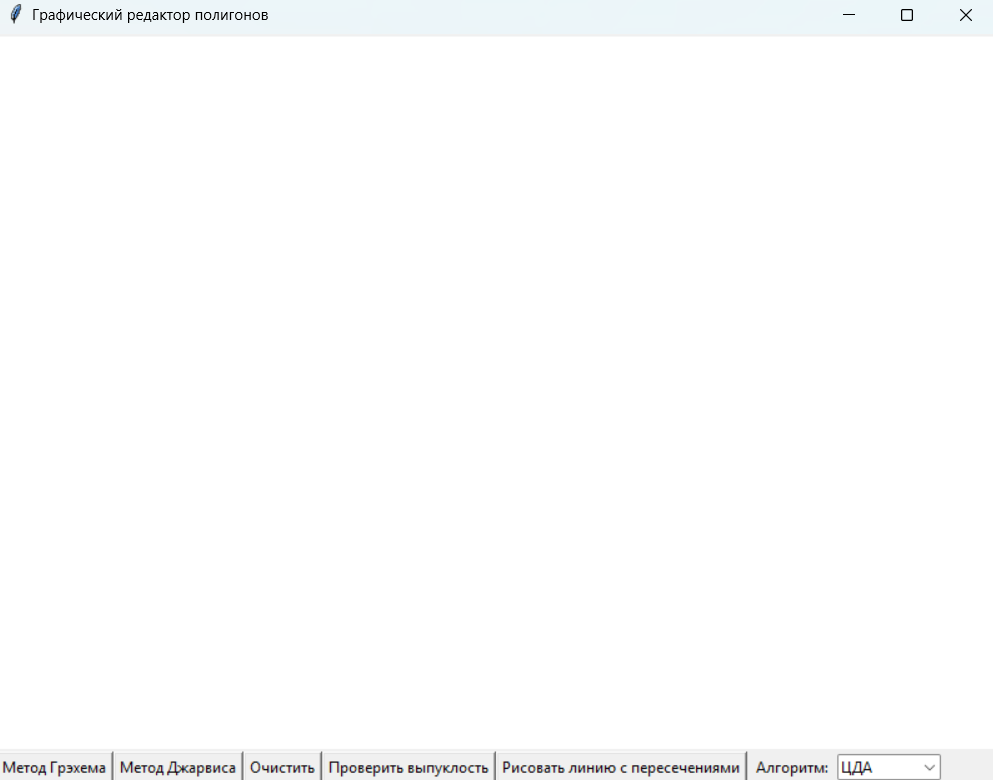 Графический редактор полигонов
Метод Грэхема Метод Джарвиса Очистить Проверить выпуклость Рисовать линию с пересечениями Алгоритм: ЦДА